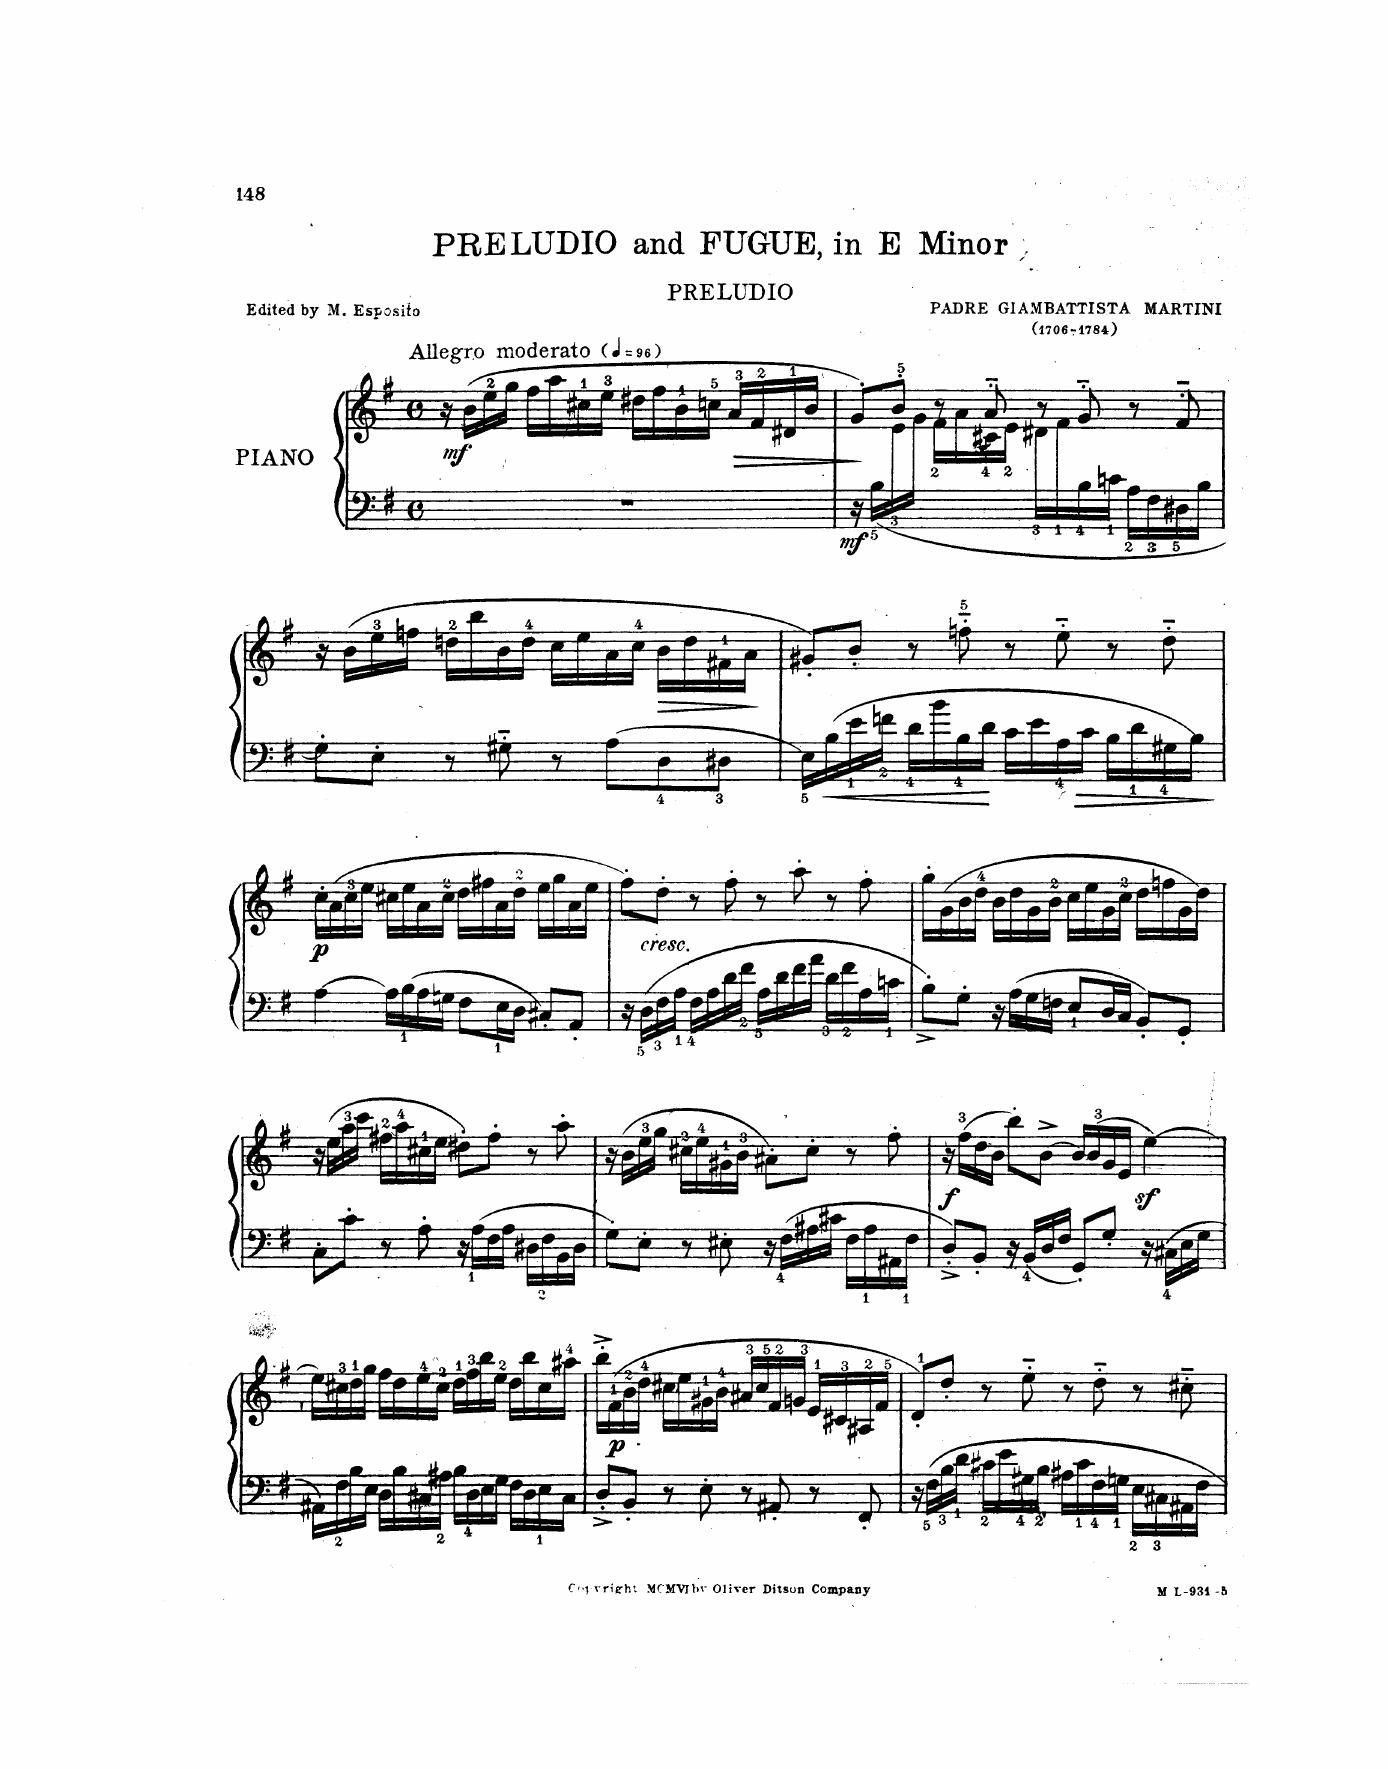 148
PRELUDIO and FUGUE, in E Minor
PRELUDIO
Edited by M. Esposito
PADRE GIAMBATTISTA MARTINI
(1706-1784)
Allegro moderato (♩=96)
PIANO
mf
mf
p
cresc.
f
sf
p
Copyright MCMVI by Oliver Ditson Company
M L-931-5